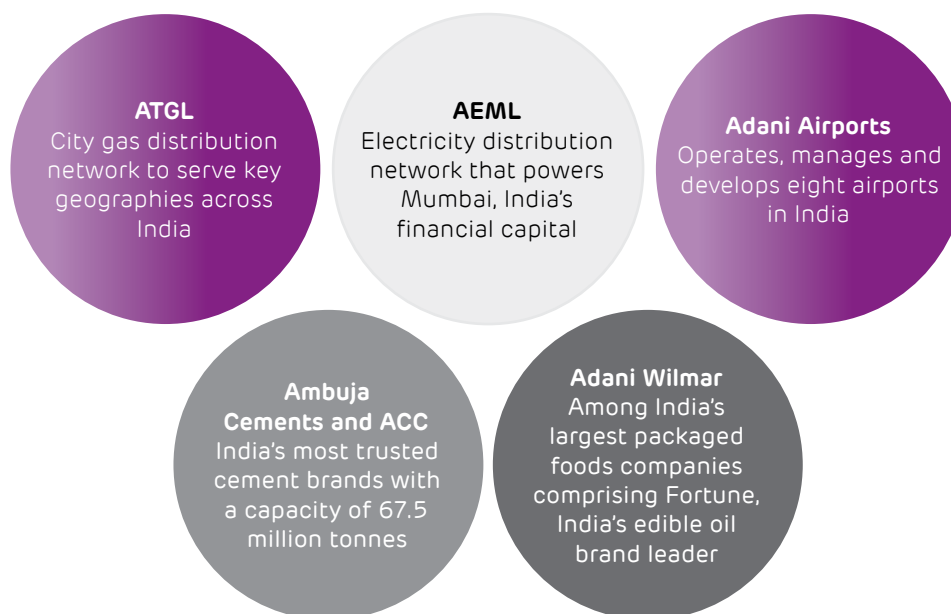 ATGL
City gas distribution
network to serve key
geographies across
India
AEML
Electricity distribution
network that powers
Mumbai, India’s
financial capital
Adani Airports
Operates, manages and
develops eight airports
in India
Ambuja
Cements and ACC
India’s most trusted
cement brands with
a capacity of 67.5
million tonnes
Adani Wilmar
Among India’s
largest packaged
foods companies
comprising Fortune,
India’s edible oil
brand leader